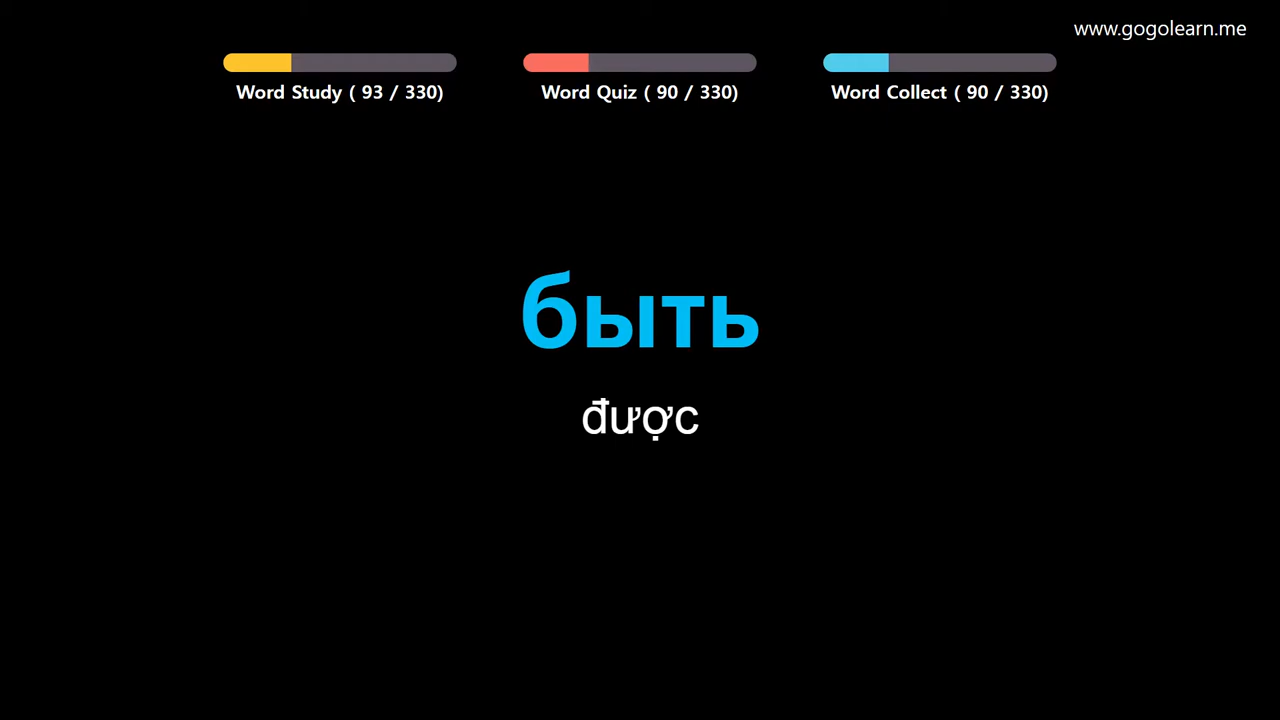 www.gogolearn.me
Word Study ( 93 / 330)
Word Quiz ( 90 / 330)
Word Collect ( 90 / 330)
быть
được